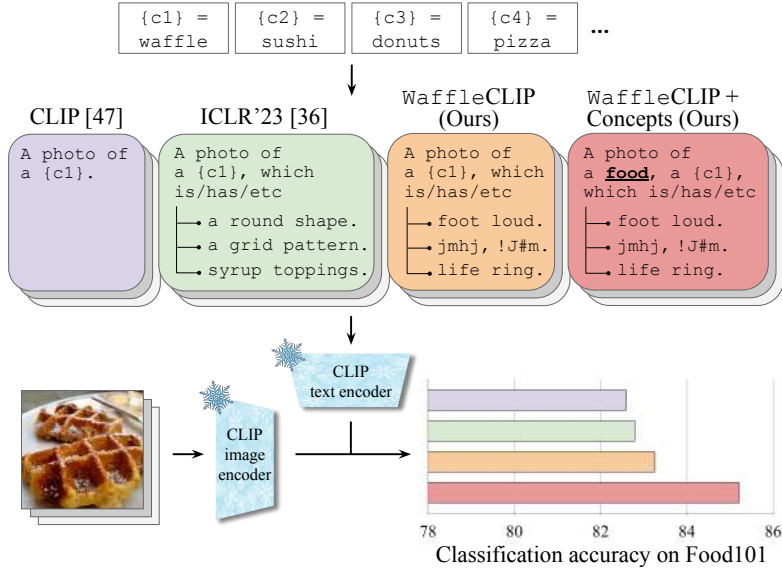 {c1} =
waffle
{c2} =
sushi
{c3} =
donuts
{c4} =
pizza
...
CLIP [47]
A photo of
a {c1}.
ICLR'23 [36]
A photo of
a {c1}, which
is/has/etc
a round shape.
a grid pattern.
syrup toppings.
WaffleCLIP
(Ours)
A photo of
a {c1}, which
is/has/etc
foot loud.
jmhj, !J#m.
life ring.
WaffleCLIP +
Concepts (Ours)
A photo of
a food, a {c1},
which is/has/etc
foot loud.
jmhj, !J#m.
life ring.
CLIP
text encoder
CLIP
image
encoder
78 80 82 84 86
Classification accuracy on Food101